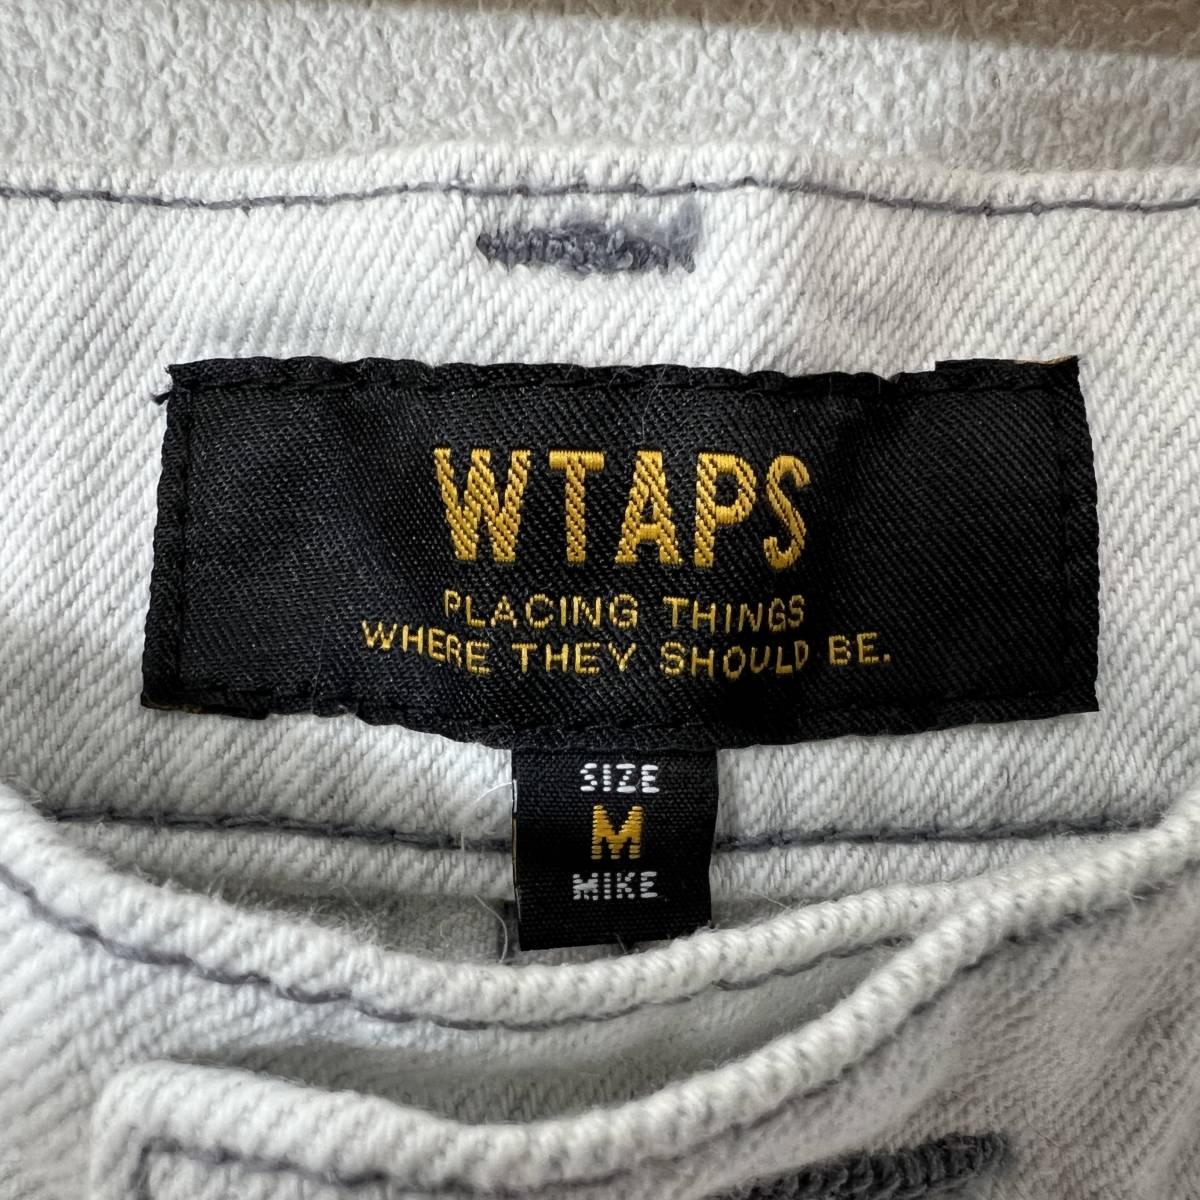 WTAPS
PLACING THINGS
WHERE THEY SHOULD BE.
SIZE
M
MIKE